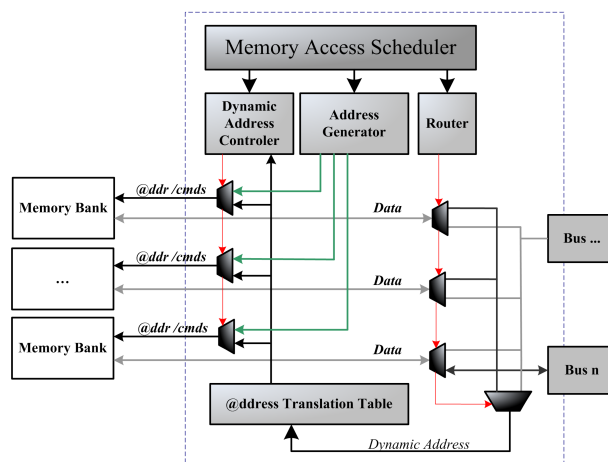 Memory Access Scheduler
Dynamic
Address
Controler
Address
Generator
Router
@ddr /cmds
Memory Bank
Data
Bus ...
@ddr /cmds
...
Data
@ddr /cmds
Memory Bank
Data
Bus n
@ddress Translation Table
Dynamic Address